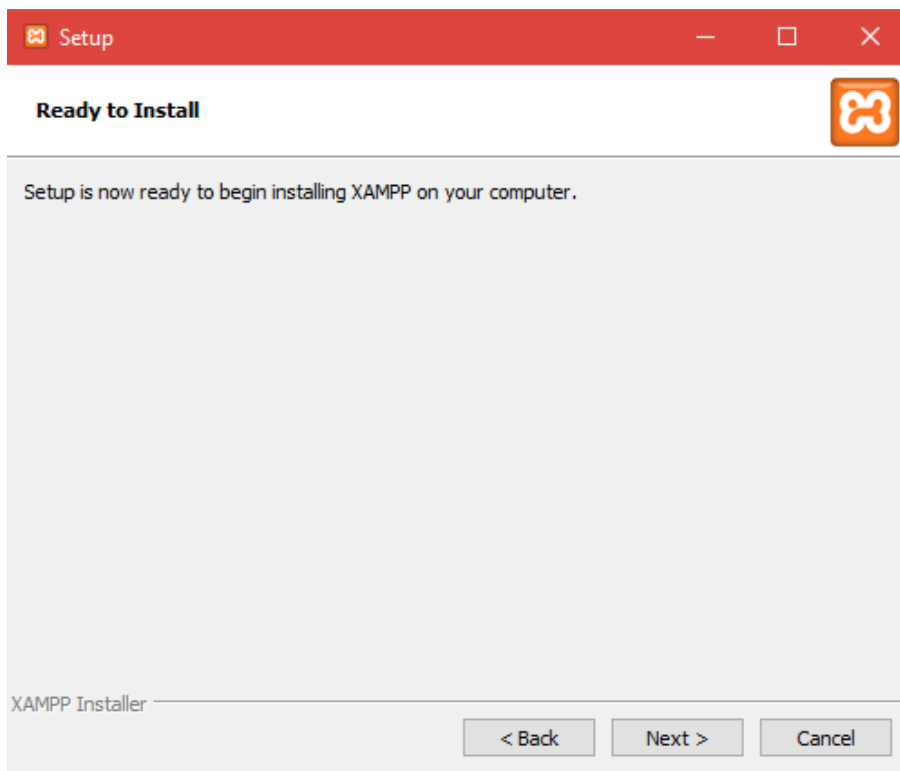 Setup
Ready to Install
Setup is now ready to begin installing XAMPP on your computer.
XAMPP Installer
< Back
Next >
Cancel